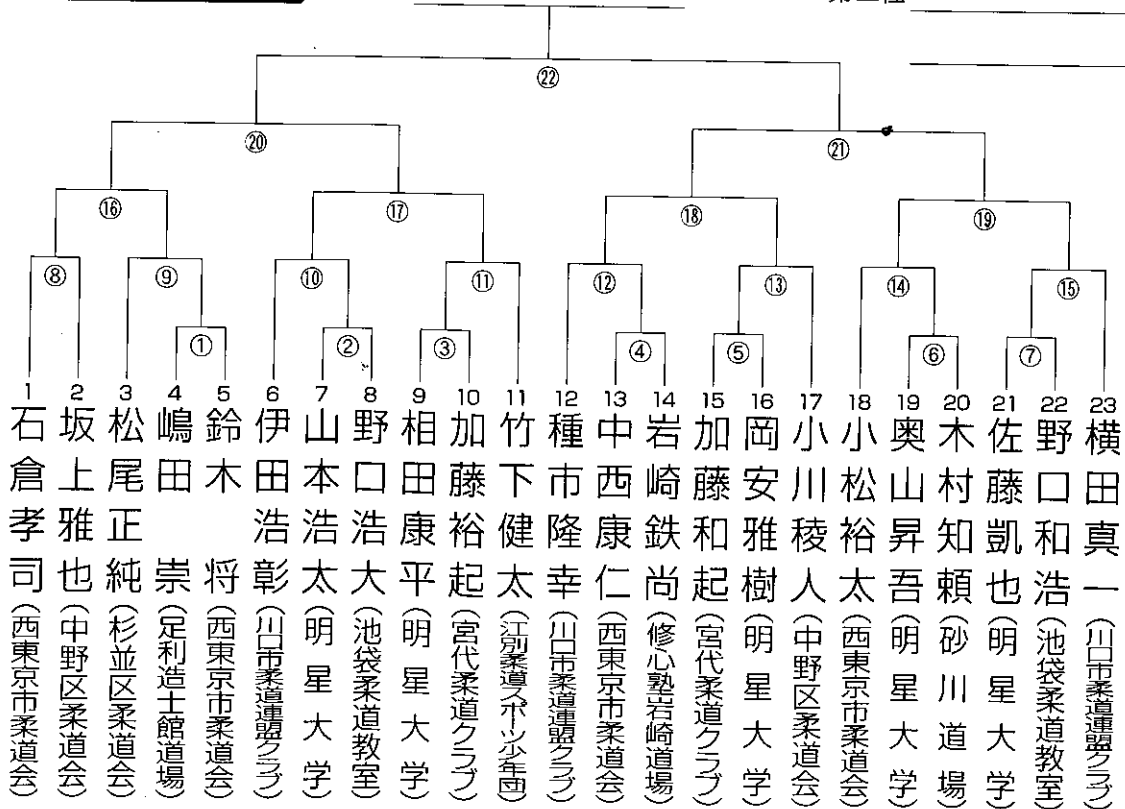 ㉒
⑳
㉑
⑯
⑰
⑱
⑲
⑧
⑨
⑩
⑪
⑫
⑬
⑭
⑮
①
②
③
④
⑤
⑥
⑦
1 石倉孝司(西東京市柔道会)
2 坂上雅也(中野区柔道会)
3 松尾正純(杉並区柔道会)
4 嶋田崇(足利造士館道場)
5 鈴木将(西東京市柔道会)
6 伊田浩彰(川口市柔道連盟クラブ)
7 山本浩太(明星大学)
8 野口浩大(池袋柔道教室)
9 相田康平(明星大学)
10 加藤裕起(宮代柔道クラブ)
11 竹下健太(江別柔道スポーツ少年団)
12 種市隆幸(川口市柔道連盟クラブ)
13 中西康仁(西東京市柔道会)
14 岩崎鉄尚(修心塾岩崎道場)
15 加藤和起(宮代柔道クラブ)
16 岡安雅樹(明星大学)
17 小川稜人(中野区柔道会)
18 小松裕太(西東京市柔道会)
19 奥山昇吾(明星大学)
20 木村知頼(砂川道場)
21 佐藤凱也(明星大学)
22 野口和浩(池袋柔道教室)
23 横田真一(川口市柔道連盟クラブ)